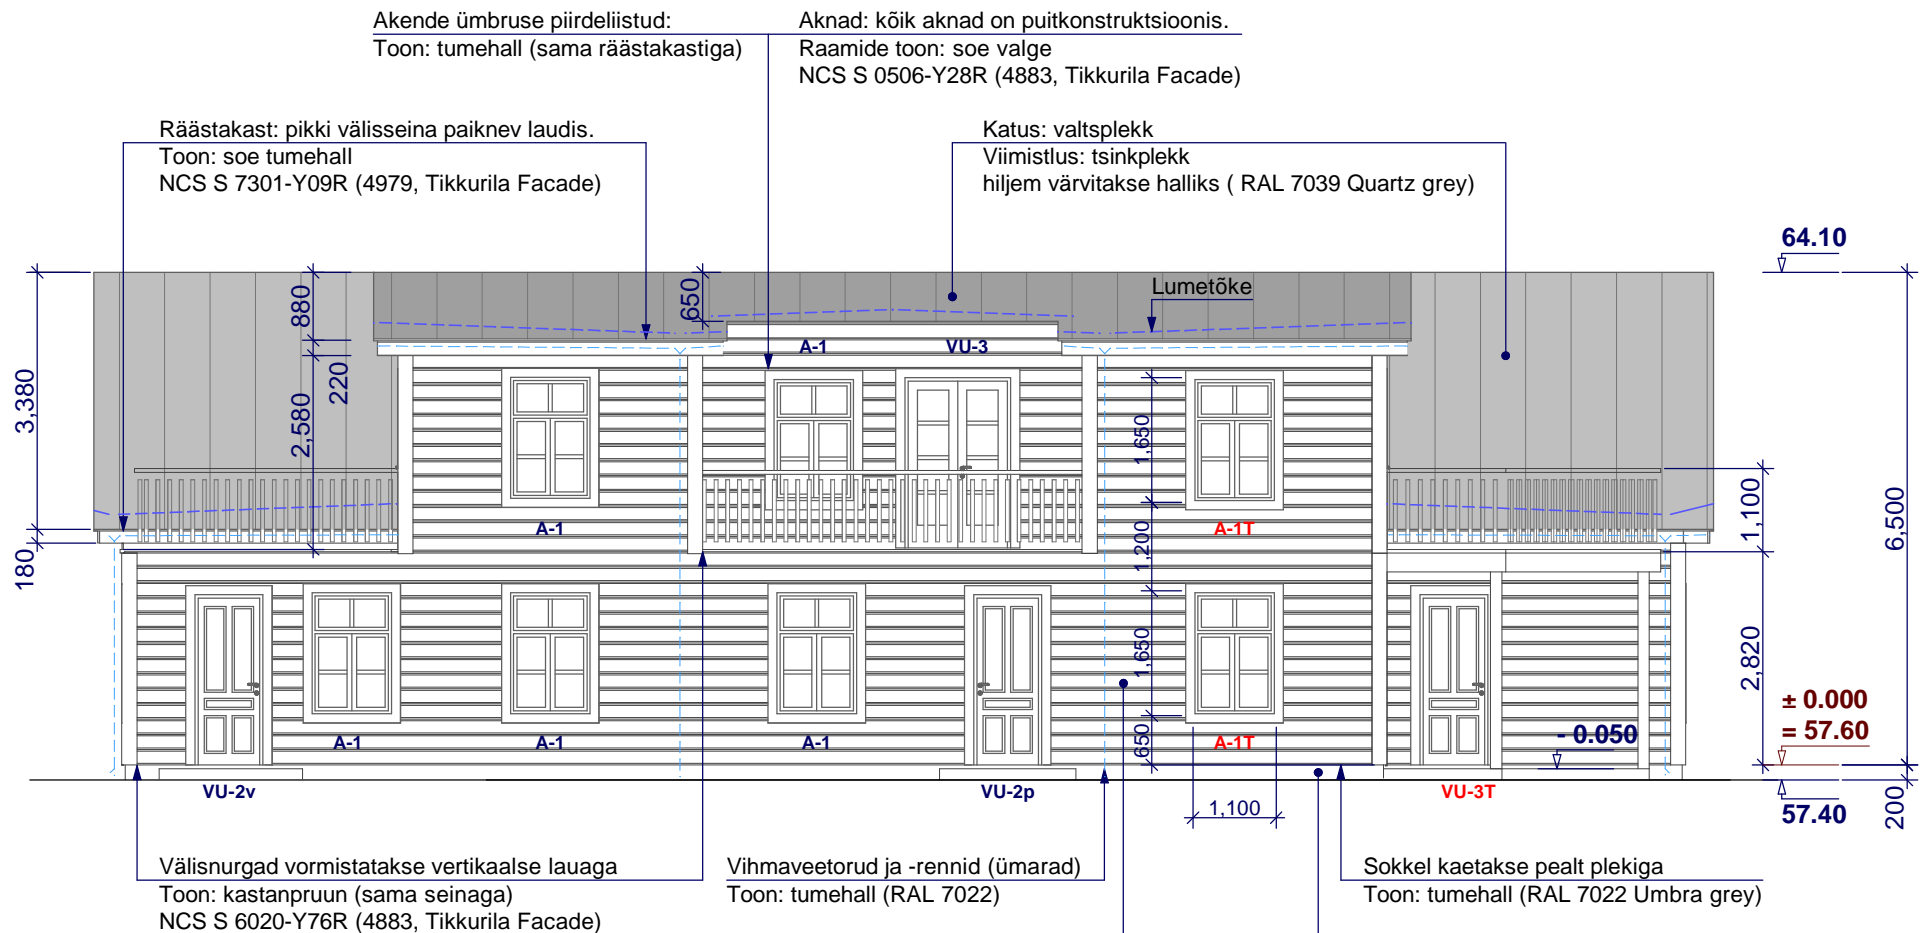 Akende ümbruse piirdeliistud:
Toon: tumehall (sama räästakastiga)
Aknad: kõik aknad on puitkonstruktsioonis.
Raamide toon: soe valge
NCS S 0506-Y28R (4883, Tikkurila Facade)
Räästakast: pikki välisseina paiknev laudis.
Toon: soe tumehall
NCS S 7301-Y09R (4979, Tikkurila Facade)
Katus: valtsplekk
Viimistlus: tsinkplekk
hiljem värvitakse halliks ( RAL 7039 Quartz grey)
64.10
880
650
Lumetõke
A-1
VU-3
220
3,380
2,580
1,650
A-1
A-1T
1,100
6,500
180
1,200
1,650
2,820
± 0.000
= 57.60
A-1
A-1
A-1
650
A-1T
- 0.050
VU-2v
VU-2p
VU-3T
1,100
57.40
200
Välisnurgad vormistatakse vertikaalse lauaga
Toon: kastanpruun (sama seinaga)
NCS S 6020-Y76R (4883, Tikkurila Facade)
Vihmaveetorud ja -rennid (ümarad)
Toon: tumehall (RAL 7022)
Sokkel kaetakse pealt plekiga
Toon: tumehall (RAL 7022 Umbra grey)